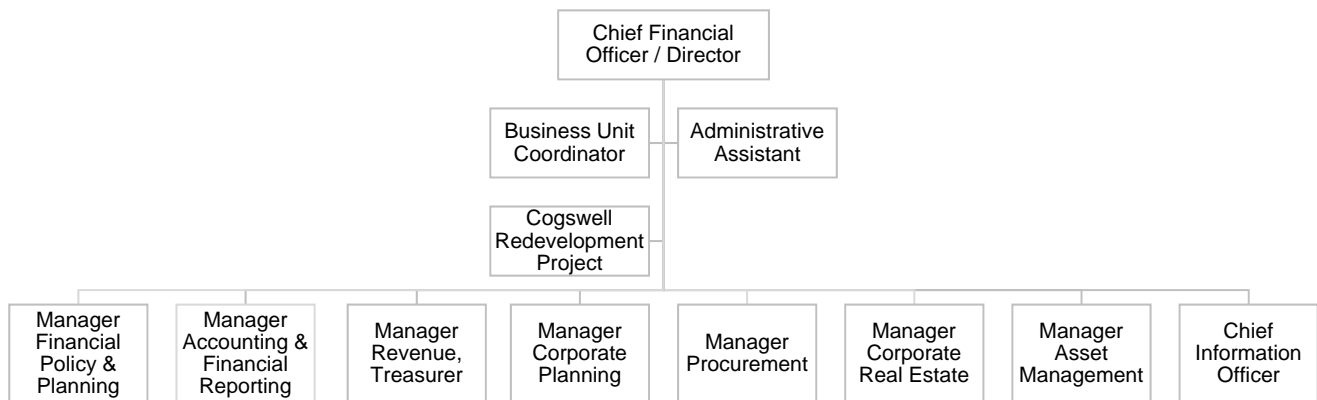 Chief Financial
Officer / Director
Business Unit
Coordinator
Administrative
Assistant
Cogswell
Redevelopment
Project
Manager
Financial
Policy &
Planning
Manager
Accounting &
Financial
Reporting
Manager
Revenue,
Treasurer
Manager
Corporate
Planning
Manager
Procurement
Manager
Corporate
Real Estate
Manager
Asset
Management
Chief
Information
Officer